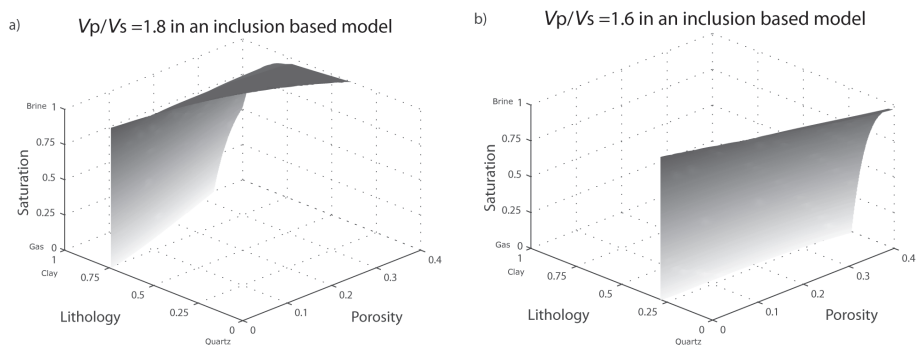 a)
Vp/Vs =1.8 in an inclusion based model
Brine 1
0.75
0.5
0.25
Gas 0
Saturation
1
Clay
0.75
0.5
0.25
0
Quartz
Lithology
0
0.1
0.2
0.3
0.4
Porosity
b)
Vp/Vs =1.6 in an inclusion based model
Brine 1
0.75
0.5
0.25
Gas 0
Saturation
1
Clay
0.75
0.5
0.25
0
Quartz
Lithology
0
0.1
0.2
0.3
0.4
Porosity